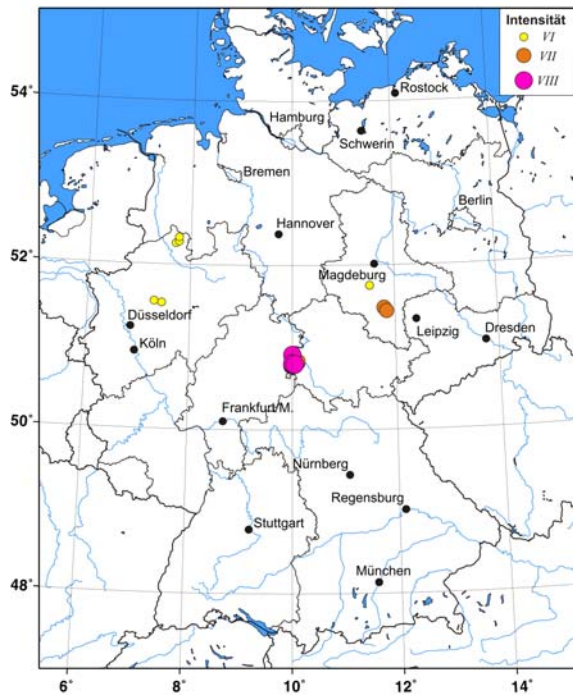 Intensität
VI
VII
VIII
54°
Rostock
Hamburg
Schwerin
Bremen
Berlin
Hannover
52°
Magdeburg
Düsseldorf
Leipzig
Dresden
Köln
50°
Frankfurt/M.
Nürnberg
Regensburg
Stuttgart
München
48°
6°
8°
10°
12°
14°